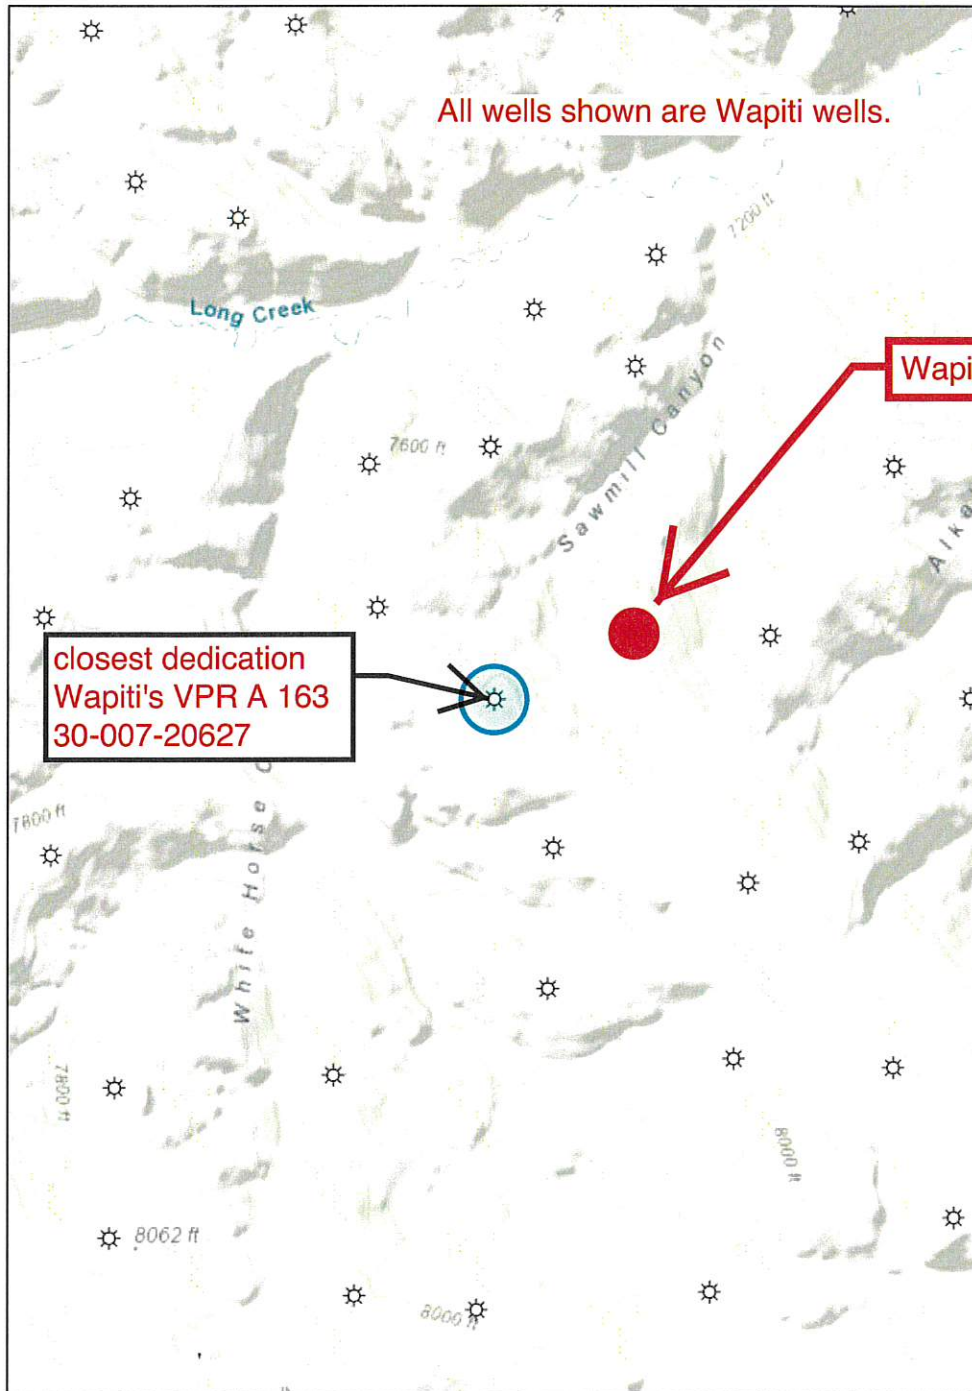 All wells shown are Wapiti wells.
7200 ft
Long Creek
Wapi
7600 ft
Sawmill Canyon
Alka
closest dedication
Wapiti's VPR A 163
30-007-20627
7800 ft
White Horse C
7800 ft
8000 ft
8062 ft
8000 ft